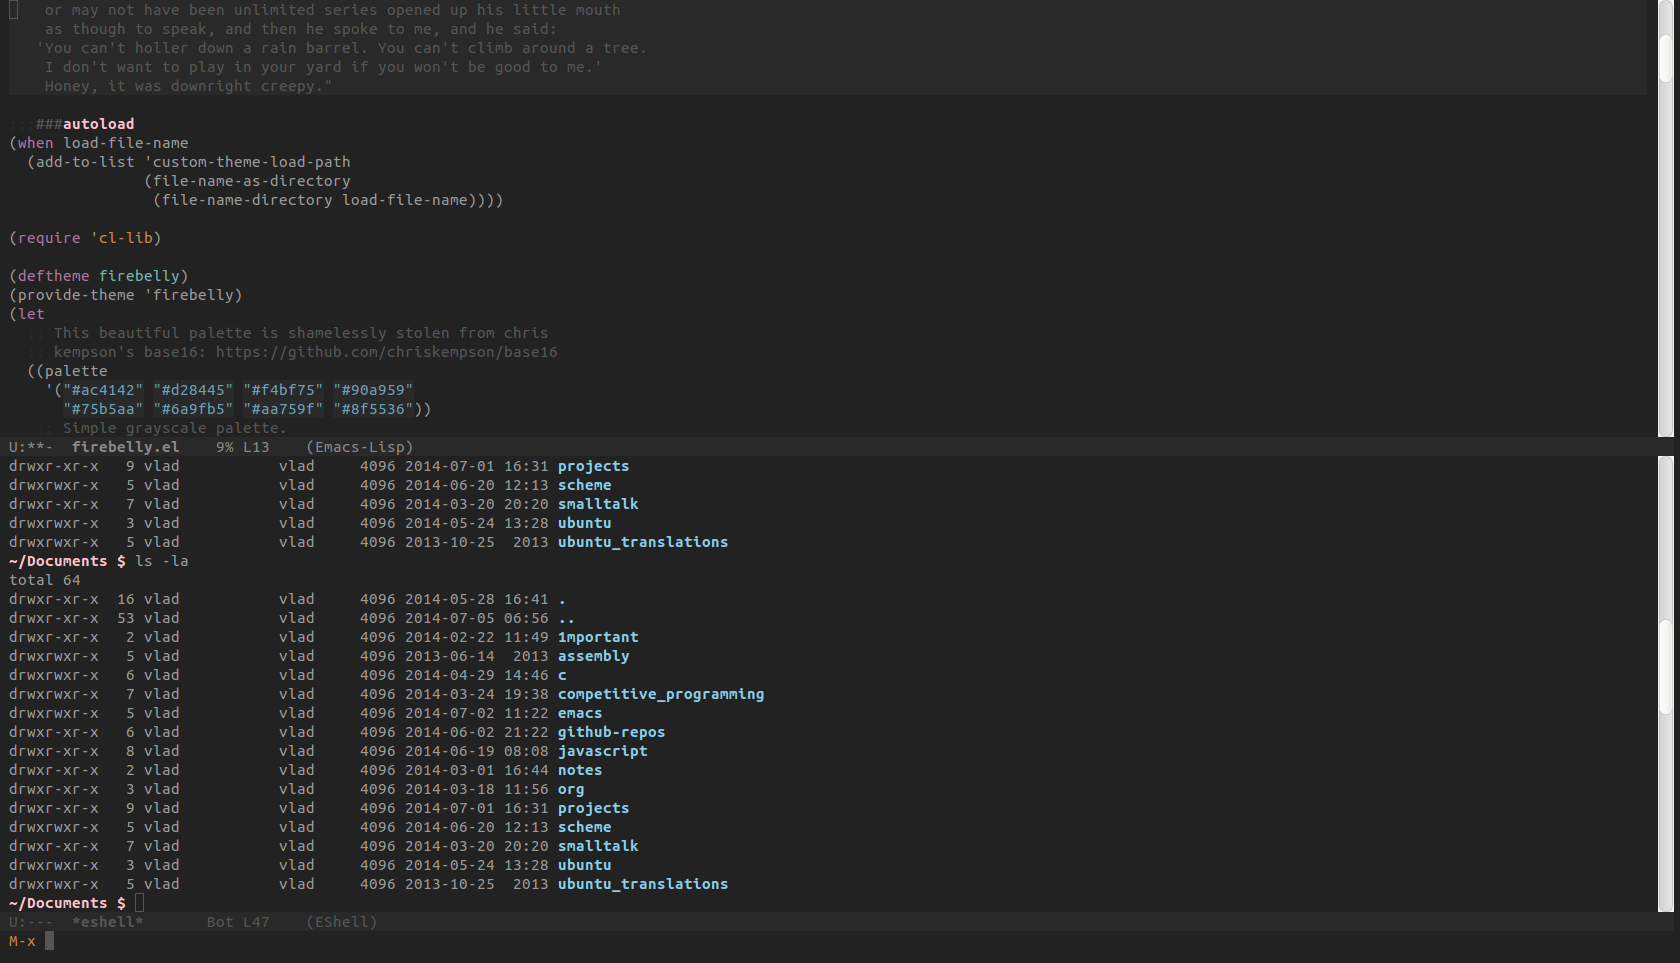 or may not have been unlimited series opened up his little mouth
as though to speak, and then he spoke to me, and he said:
'You can't holler down a rain barrel. You can't climb around a tree.
I don't want to play in your yard if you won't be good to me.'
Honey, it was downright creepy."
;;;###autoload
(when load-file-name
(add-to-list 'custom-theme-load-path
(file-name-as-directory
(file-name-directory load-file-name))))
(require 'cl-lib)
(deftheme firebelly)
(provide-theme 'firebelly)
(let
;; This beautiful palette is shamelessly stolen from chris
;; kempson's base16: https://github.com/chriskempson/base16
((palette
'("#ac4142" "#d28445" "#f4bf75" "#90a959"
"#75b5aa" "#6a9fb5" "#aa759f" "#8f5536"))
;; Simple grayscale palette.
U:**-  firebelly.el    9% L13    (Emacs-Lisp)
drwxr-xr-x   9 vlad           vlad     4096 2014-07-01 16:31 projects
drwxrwxr-x   5 vlad           vlad     4096 2014-06-20 12:13 scheme
drwxrwxr-x   7 vlad           vlad     4096 2014-03-20 20:20 smalltalk
drwxrwxr-x   3 vlad           vlad     4096 2014-05-24 13:28 ubuntu
drwxrwxr-x   5 vlad           vlad     4096 2013-10-25  2013 ubuntu_translations
~/Documents $ ls -la
total 64
drwxr-xr-x  16 vlad           vlad     4096 2014-05-28 16:41 .
drwxr-xr-x  53 vlad           vlad     4096 2014-07-05 06:56 ..
drwxrwxr-x   2 vlad           vlad     4096 2014-02-22 11:49 1mportant
drwxrwxr-x   5 vlad           vlad     4096 2013-06-14  2013 assembly
drwxrwxr-x   6 vlad           vlad     4096 2014-04-29 14:46 c
drwxrwxr-x   7 vlad           vlad     4096 2014-03-24 19:38 competitive_programming
drwxrwxr-x   5 vlad           vlad     4096 2014-07-02 11:22 emacs
drwxrwxr-x   6 vlad           vlad     4096 2014-06-02 21:22 github-repos
drwxr-xr-x   8 vlad           vlad     4096 2014-06-19 08:08 javascript
drwxr-xr-x   2 vlad           vlad     4096 2014-03-01 16:44 notes
drwxr-xr-x   3 vlad           vlad     4096 2014-03-18 11:56 org
drwxr-xr-x   9 vlad           vlad     4096 2014-07-01 16:31 projects
drwxrwxr-x   5 vlad           vlad     4096 2014-06-20 12:13 scheme
drwxrwxr-x   7 vlad           vlad     4096 2014-03-20 20:20 smalltalk
drwxrwxr-x   3 vlad           vlad     4096 2014-05-24 13:28 ubuntu
drwxrwxr-x   5 vlad           vlad     4096 2013-10-25  2013 ubuntu_translations
~/Documents $
U:---  *eshell*       Bot L47    (EShell)
M-x